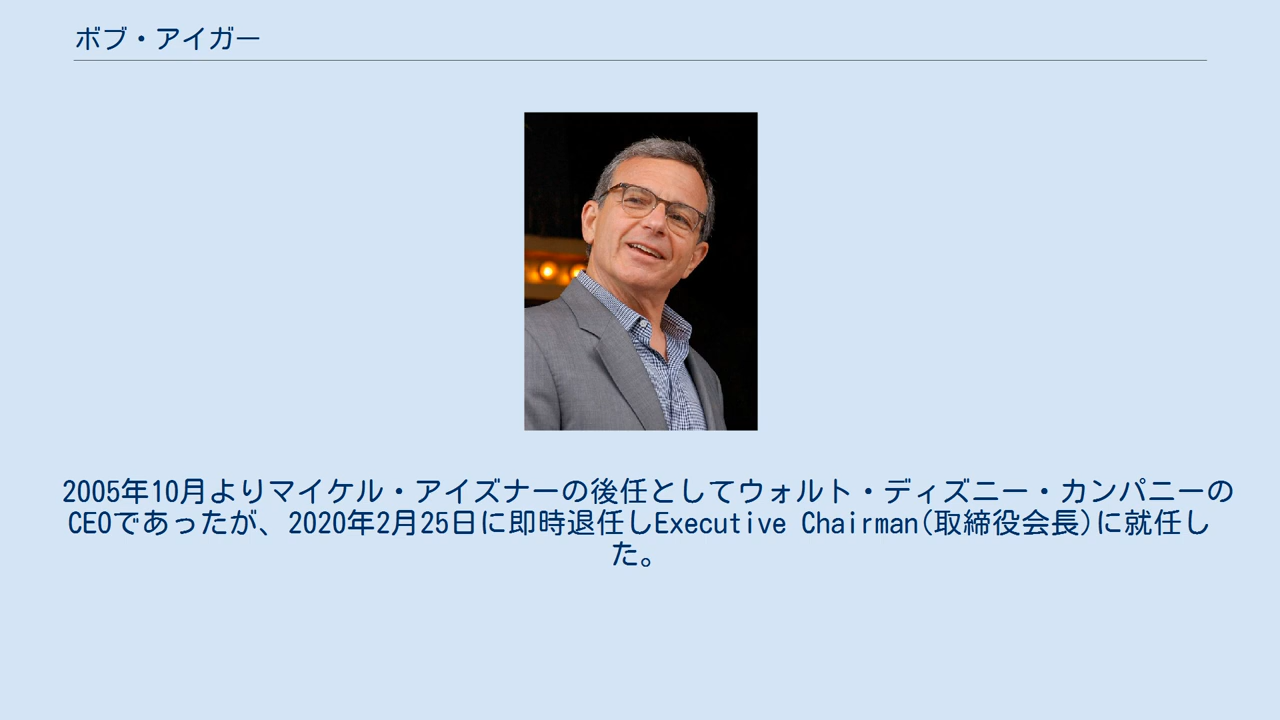 ボブ・アイガー
2005年10月よりマイケル・アイズナーの後任としてウォルト・ディズニー・カンパニーの
CEOであったが、2020年2月25日に即時退任しExecutive Chairman(取締役会長)に就任し
た。